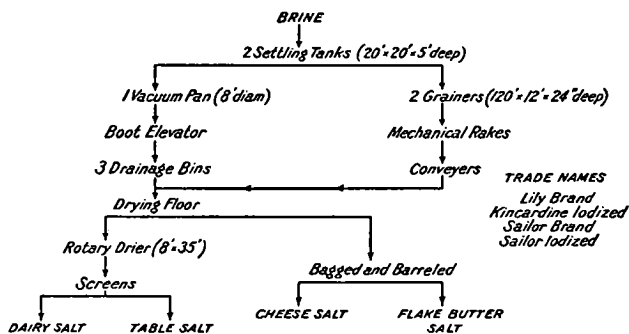 BRINE
2 Settling Tanks (20'×20'×5' deep)
1 Vacuum Pan (8' diam)
2 Grainers (120'×12'×24" deep)
Boot Elevator
Mechanical Rakes
3 Drainage Bins
Conveyers
TRADE NAMES
Lily Brand
Kincardine Iodized
Sailor Brand
Sailor Iodized
Drying Floor
Rotary Drier (8'×35')
Bagged and Barreled
Screens
DAIRY SALT
TABLE SALT
CHEESE SALT
FLAKE BUTTER
SALT